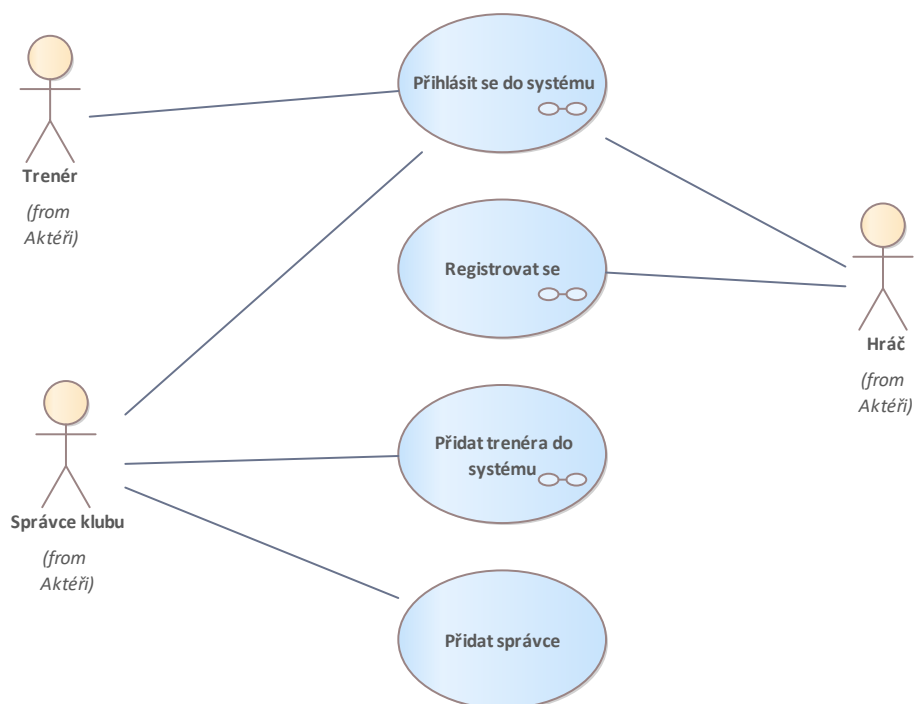 Přihlásit se do systému
Trenér
(from
Aktéři)
Registrovat se
Hráč
(from
Aktéři)
Přidat trenéra do
systému
Správce klubu
(from
Aktéři)
Přidat správce